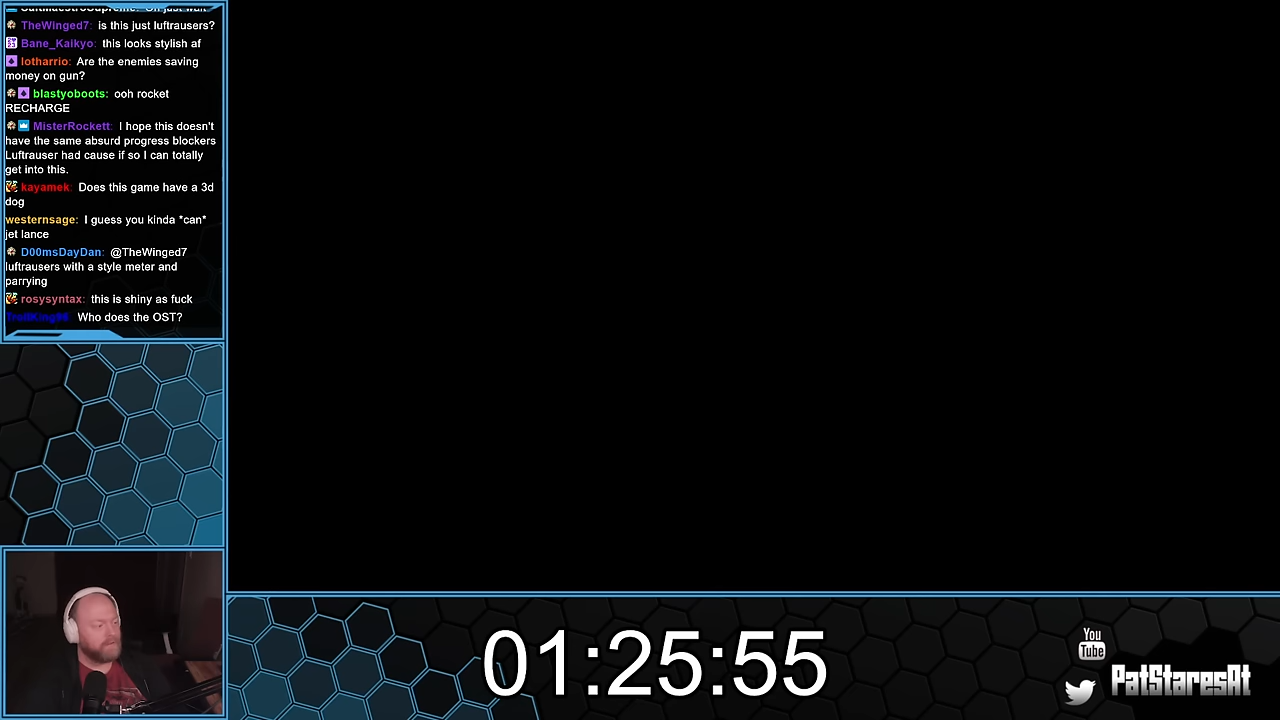 TheWinged7: is this just luftrausers?
Bane_Kaikyo: this looks stylish af
lotharrio: Are the enemies saving
money on gun?
blastyoboots: ooh rocket
RECHARGE
MisterRockett: I hope this doesn't
have the same absurd progress blockers
Luftrauser had cause if so I can totally
get into this.
kayamek: Does this game have a 3d
dog
westernsage: I guess you kinda *can*
jet lance
D00msDayDan: @TheWinged7
luftrausers with a style meter and
parrying
rosysyntax: this is shiny as fuck
Who does the OST?
01:25:55
You
Tube
PatStaresAt